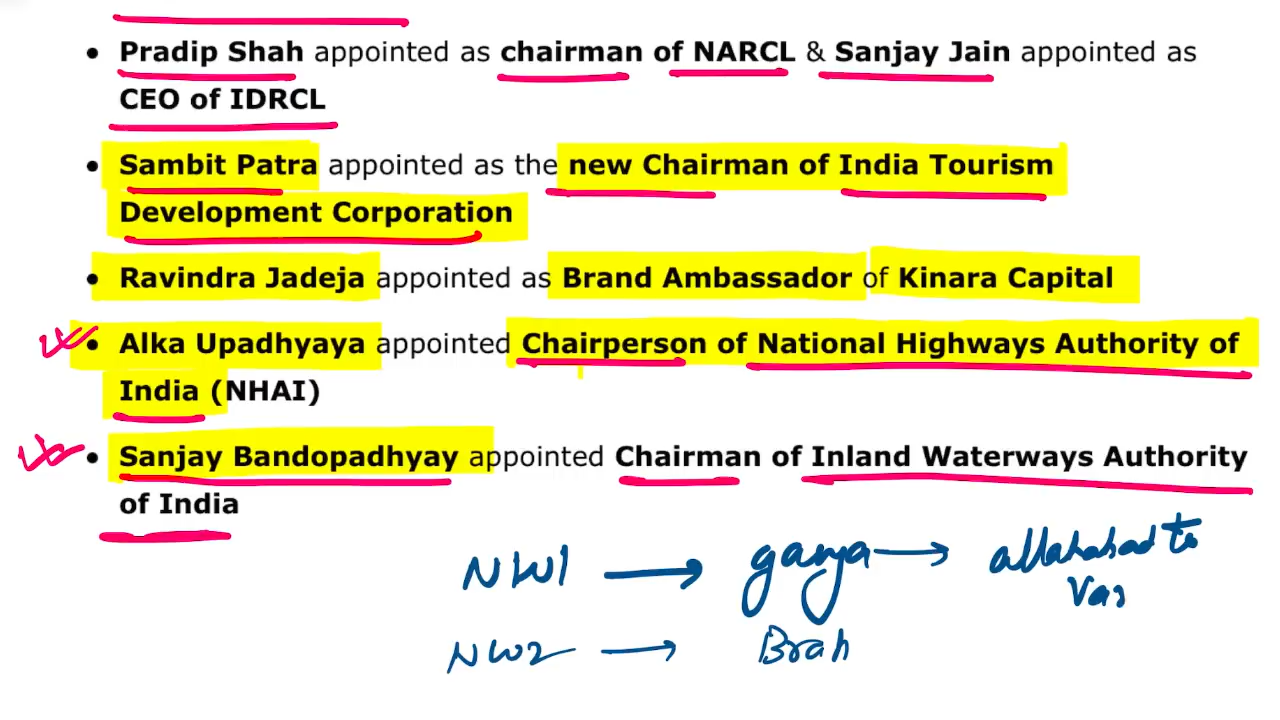 • Pradip Shah appointed as chairman of NARCL & Sanjay Jain appointed as
CEO of IDRCL
• Sambit Patra appointed as the new Chairman of India Tourism
Development Corporation
• Ravindra Jadeja appointed as Brand Ambassador of Kinara Capital
• Alka Upadhyaya appointed Chairperson of National Highways Authority of
India (NHAI)
• Sanjay Bandopadhyay appointed Chairman of Inland Waterways Authority
of India
NW1 → ganga → allahabad to
Vas
NW2 → Brah